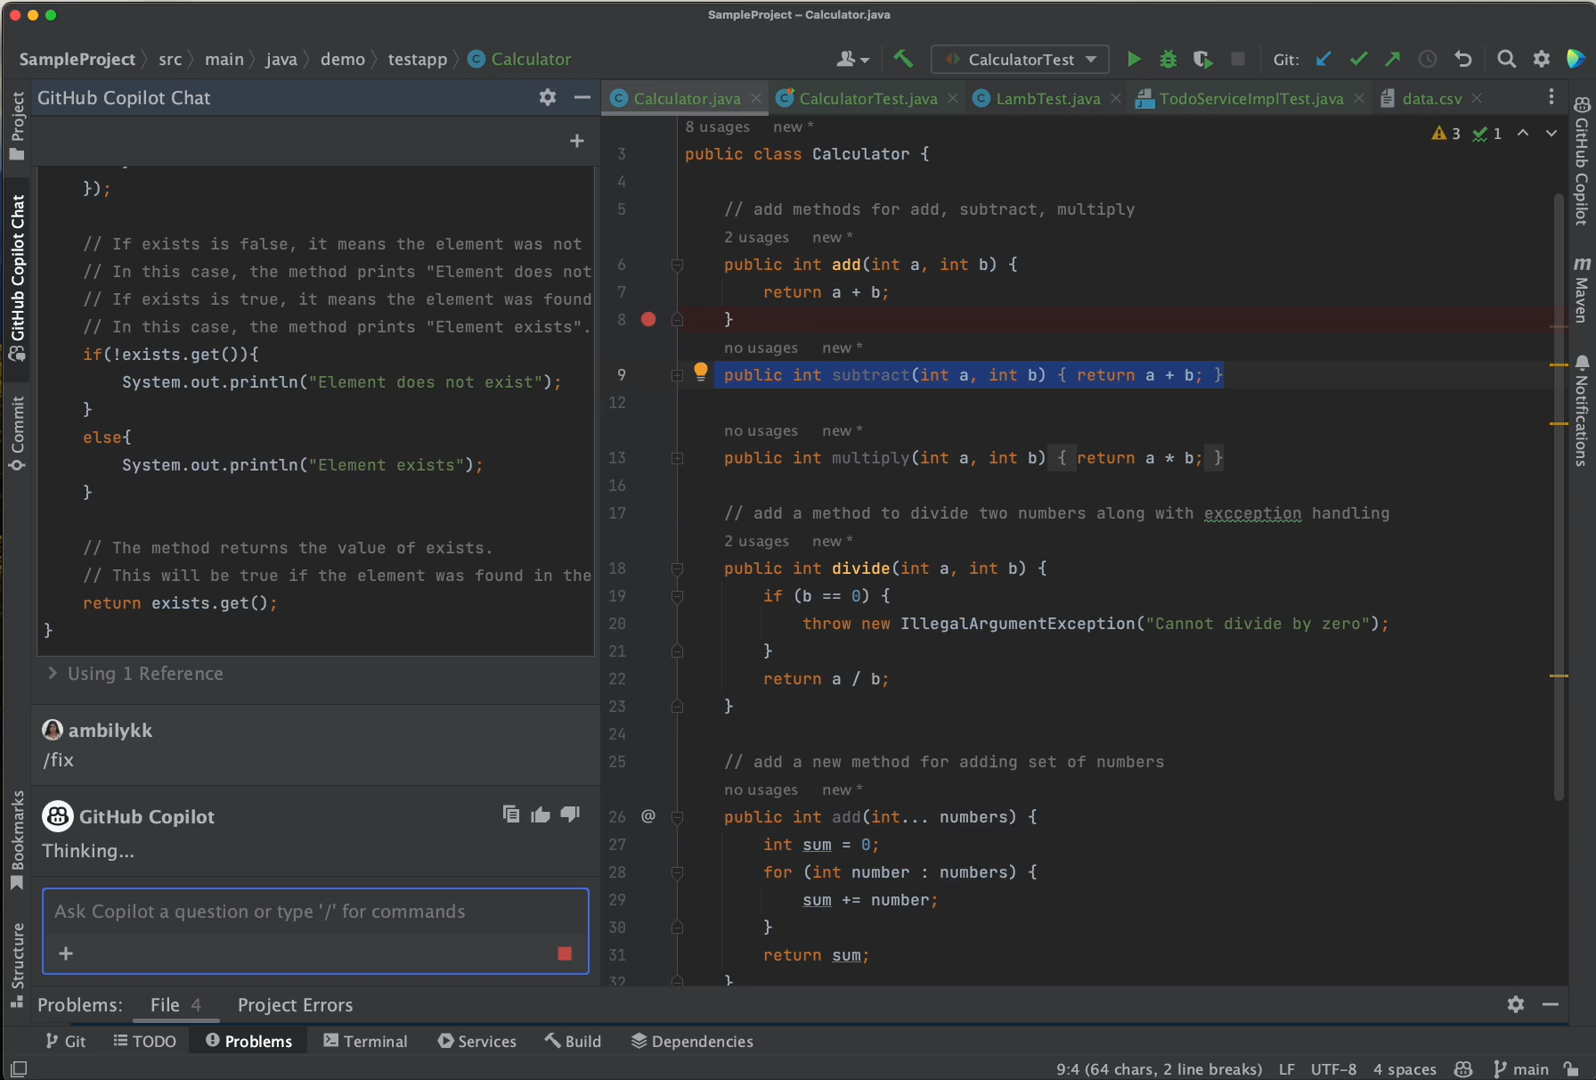 SampleProject – Calculator.java
SampleProject src main java demo testapp Calculator
CalculatorTest
Git:
GitHub Copilot Chat
Calculator.java
CalculatorTest.java
LambTest.java
TodoServiceImplTest.java
data.csv
Project
GitHub Copilot Chat
Commit
Bookmarks
Structure
});
// If exists is false, it means the element was not
// In this case, the method prints "Element does not
// If exists is true, it means the element was found
// In this case, the method prints "Element exists".
if(!exists.get()){
System.out.println("Element does not exist");
}
else{
System.out.println("Element exists");
}
// The method returns the value of exists.
// This will be true if the element was found in the
return exists.get();
}
Using 1 Reference
ambilykk
/fix
GitHub Copilot
Thinking...
Ask Copilot a question or type '/' for commands
8 usages new *
3 public class Calculator {
4
5 // add methods for add, subtract, multiply
2 usages new *
6 public int add(int a, int b) {
7 return a + b;
8 }
no usages new *
9 public int subtract(int a, int b) { return a + b; }
12
no usages new *
13 public int multiply(int a, int b) { return a * b; }
16
17 // add a method to divide two numbers along with excception handling
2 usages new *
18 public int divide(int a, int b) {
19 if (b == 0) {
20 throw new IllegalArgumentException("Cannot divide by zero");
21 }
22 return a / b;
23 }
24
25 // add a new method for adding set of numbers
no usages new *
26 @ public int add(int... numbers) {
27 int sum = 0;
28 for (int number : numbers) {
29 sum += number;
30 }
31 return sum;
32 }
3 1
GitHub Copilot
m Maven
Notifications
Problems: File 4 Project Errors
Git TODO Problems Terminal Services Build Dependencies
9:4 (64 chars, 2 line breaks) LF UTF-8 4 spaces main